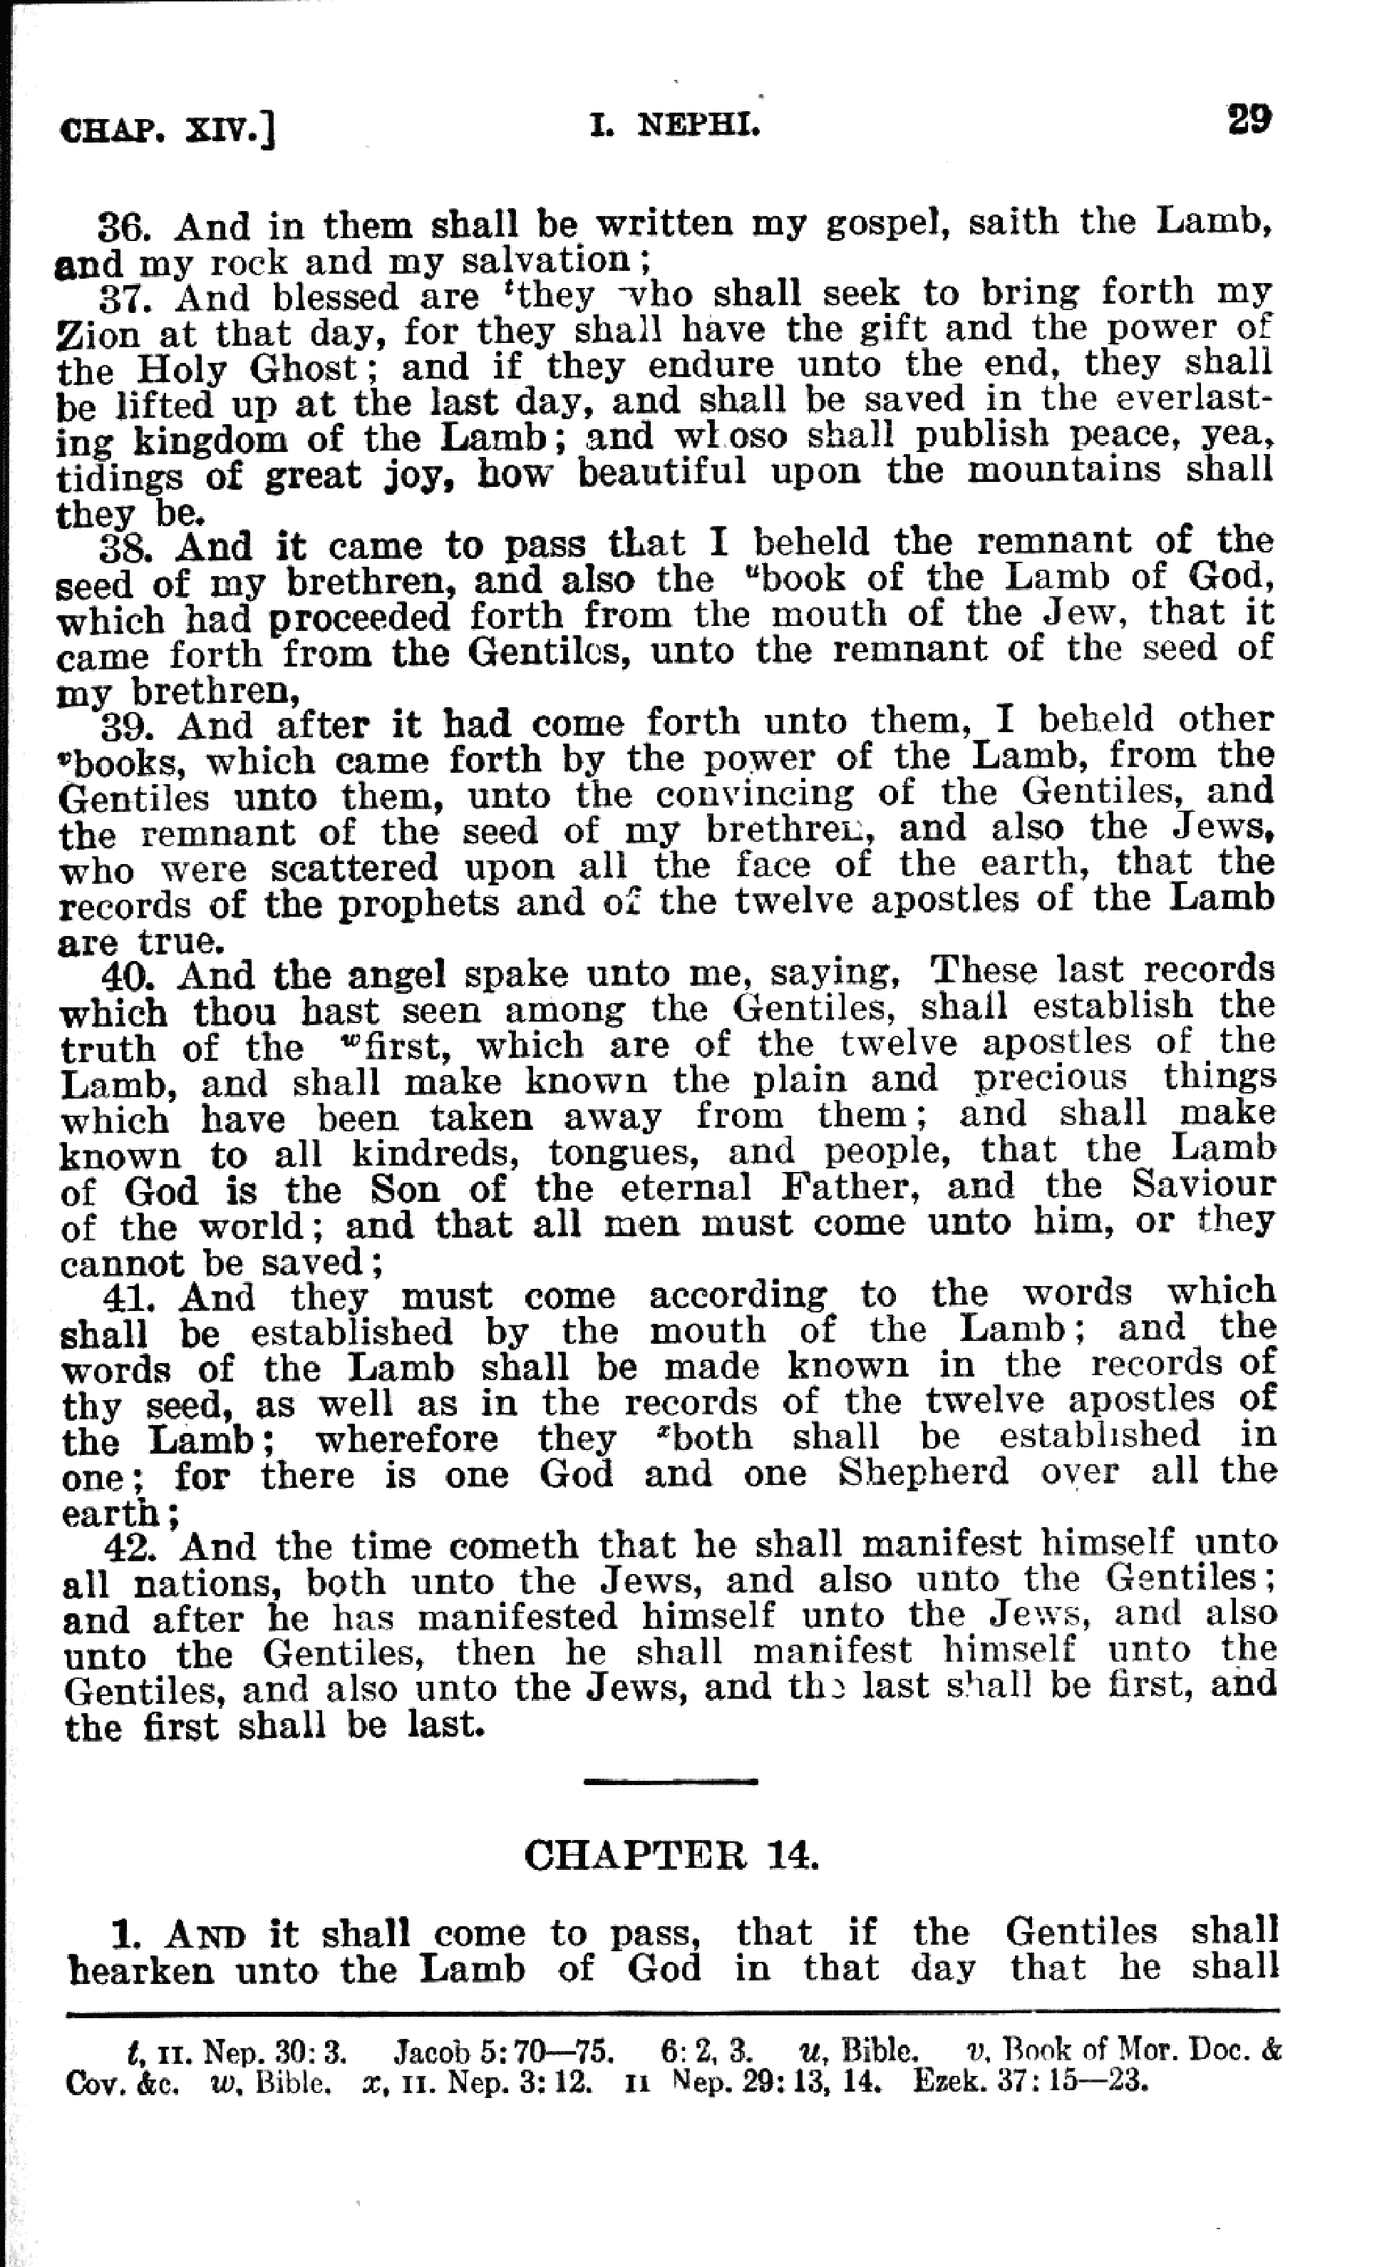 CHAP. XIV.] I. NEPHI. 29
36. And in them shall be written my gospel, saith the Lamb,
and my rock and my salvation;
37. And blessed are ᵗthey who shall seek to bring forth my
Zion at that day, for they shall have the gift and the power of
the Holy Ghost; and if they endure unto the end, they shall
be lifted up at the last day, and shall be saved in the everlast-
ing kingdom of the Lamb; and whoso shall publish peace, yea,
tidings of great joy, how beautiful upon the mountains shall
they be.
38. And it came to pass that I beheld the remnant of the
seed of my brethren, and also the ᵘbook of the Lamb of God,
which had proceeded forth from the mouth of the Jew, that it
came forth from the Gentiles, unto the remnant of the seed of
my brethren,
39. And after it had come forth unto them, I beheld other
ᵛbooks, which came forth by the power of the Lamb, from the
Gentiles unto them, unto the convincing of the Gentiles, and
the remnant of the seed of my brethren, and also the Jews,
who were scattered upon all the face of the earth, that the
records of the prophets and of the twelve apostles of the Lamb
are true.
40. And the angel spake unto me, saying, These last records
which thou hast seen among the Gentiles, shall establish the
truth of the ʷfirst, which are of the twelve apostles of the
Lamb, and shall make known the plain and precious things
which have been taken away from them; and shall make
known to all kindreds, tongues, and people, that the Lamb
of God is the Son of the eternal Father, and the Saviour
of the world; and that all men must come unto him, or they
cannot be saved;
41. And they must come according to the words which
shall be established by the mouth of the Lamb; and the
words of the Lamb shall be made known in the records of
thy seed, as well as in the records of the twelve apostles of
the Lamb; wherefore they ˣboth shall be established in
one; for there is one God and one Shepherd over all the
earth;
42. And the time cometh that he shall manifest himself unto
all nations, both unto the Jews, and also unto the Gentiles;
and after he has manifested himself unto the Jews, and also
unto the Gentiles, then he shall manifest himself unto the
Gentiles, and also unto the Jews, and the last shall be first, and
the first shall be last.
CHAPTER 14.
1. AND it shall come to pass, that if the Gentiles shall
hearken unto the Lamb of God in that day that he shall
t, II. Nep. 30: 3. Jacob 5: 70—75. 6: 2, 3. u, Bible. v, Book of Mor. Doc. &
Cov. &c. w, Bible. x, II. Nep. 3: 12. II Nep. 29: 13, 14. Ezek. 37: 15—23.